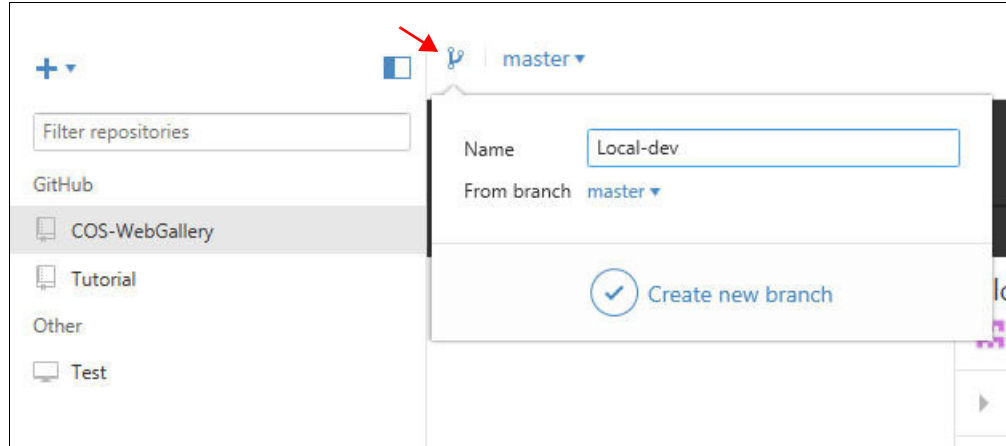 master
Filter repositories
GitHub
COS-WebGallery
Tutorial
Other
Test
Name
Local-dev
From branch master
Create new branch